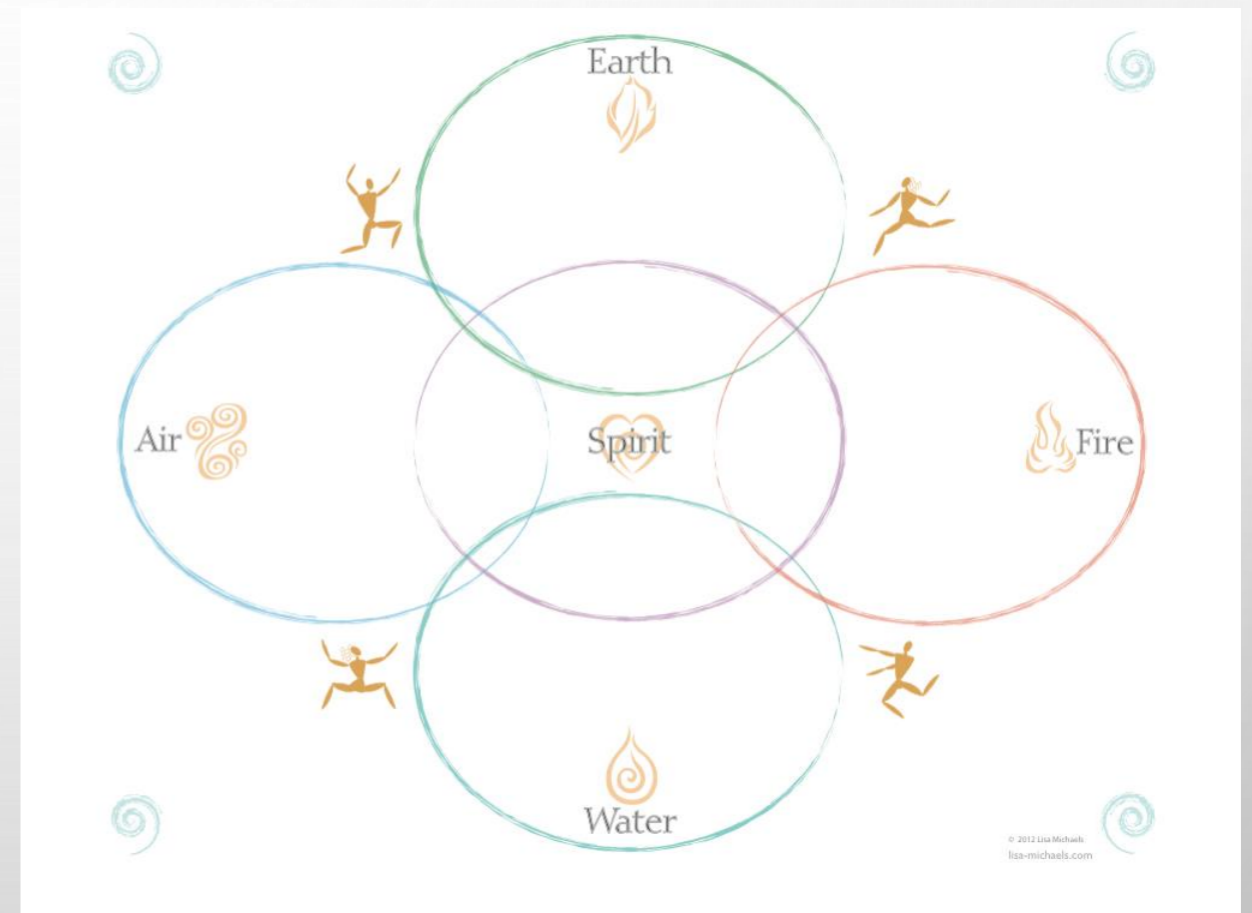 Earth
Air
Spirit
Fire
Water
© 2012 Lisa Michaels
lisa-michaels.com